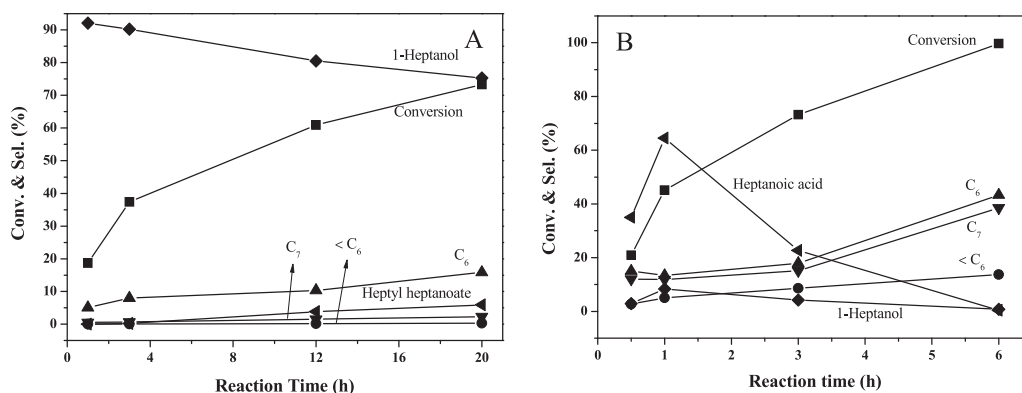 A
Conv. & Sel. (%)
90
80
70
60
50
40
30
20
10
0
1-Heptanol
Conversion
C7
< C6
C6
Heptyl heptanoate
0 4 8 12 16 20
Reaction Time (h)
B
Conv. & Sel. (%)
100
80
60
40
20
0
Conversion
Heptanoic acid
C6
C7
< C6
1-Heptanol
0 1 2 3 4 5 6
Reaction time (h)